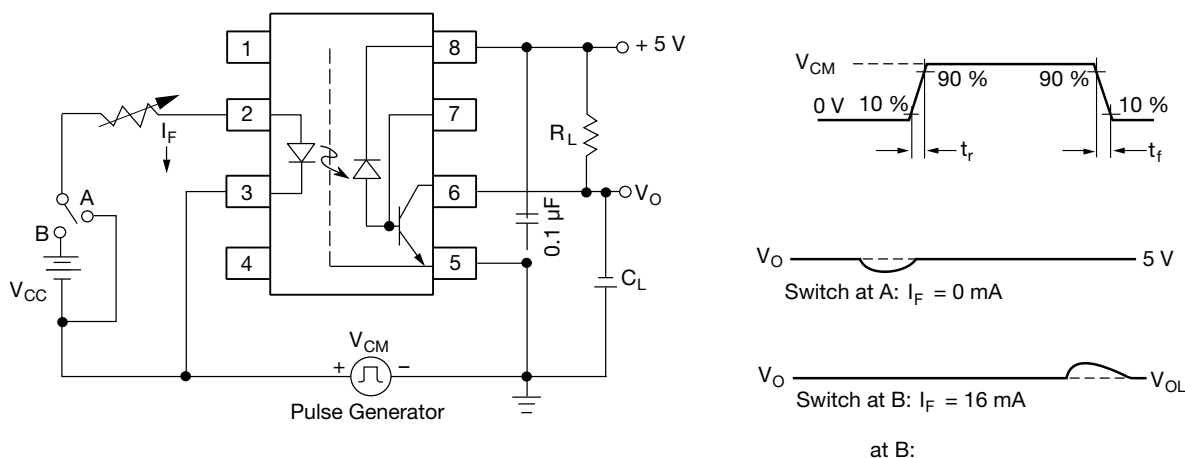 1
8
+ 5 V
2
7
I_F
R_L
3
6
V_O
A
B
0.1 µF
4
5
C_L
V_CC
V_CM
+
−
Pulse Generator
V_CM
90 %
90 %
0 V
10 %
10 %
t_r
t_f
V_O
5 V
Switch at A: I_F = 0 mA
V_O
V_OL
Switch at B: I_F = 16 mA
at B: